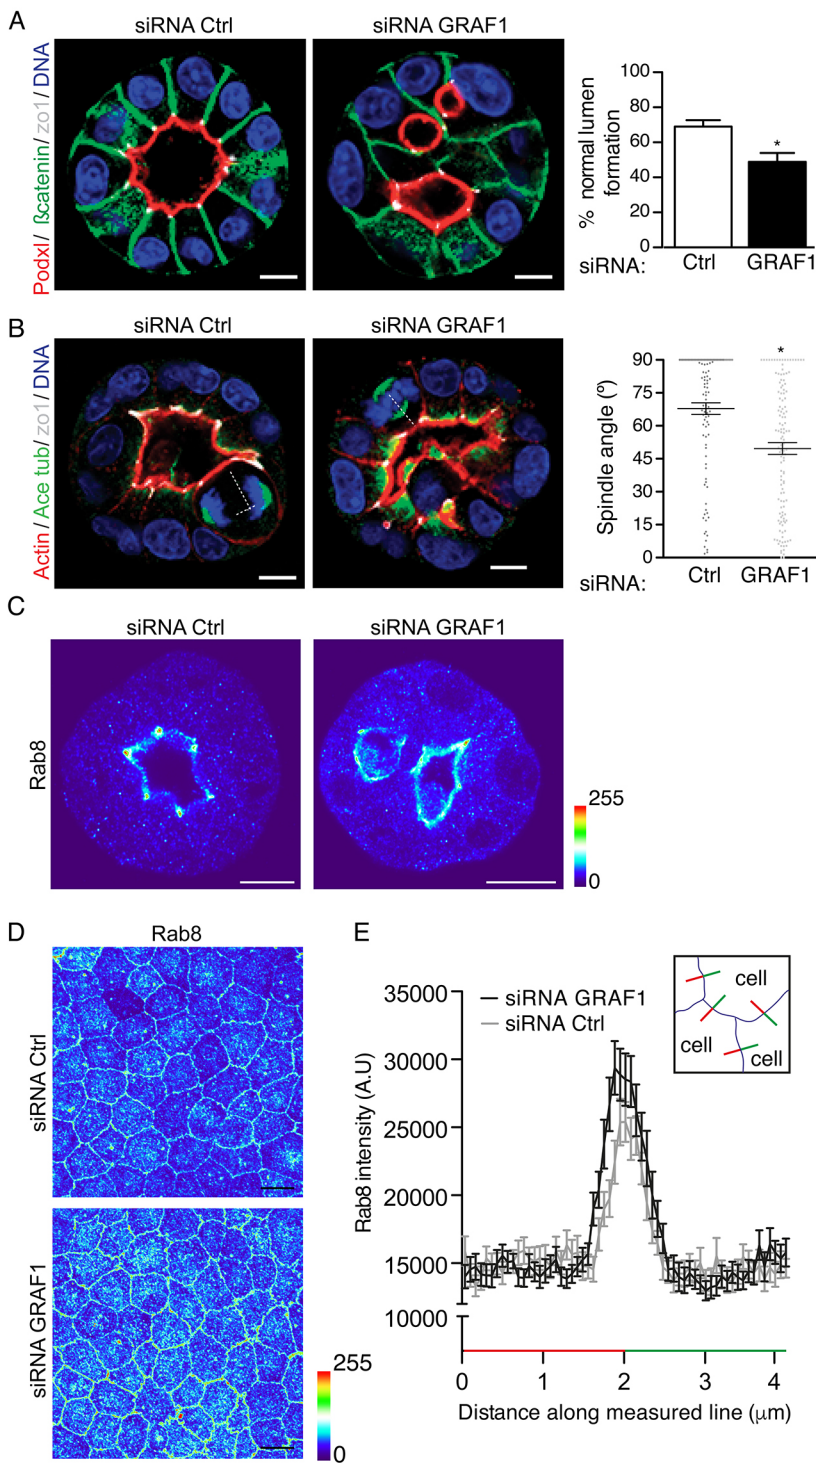 A
siRNA Ctrl
siRNA GRAF1
Podxl/ ßcatenin/zo1/DNA
% normal lumen
formation
100
80
60
40
20
0
*
siRNA: Ctrl GRAF1
B
siRNA Ctrl
siRNA GRAF1
Actin/Ace tub/zo1/DNA
Spindle angle (º)
90
75
60
45
30
15
0
*
siRNA: Ctrl GRAF1
C
siRNA Ctrl
siRNA GRAF1
Rab8
255
0
D
Rab8
siRNA Ctrl
siRNA GRAF1
255
0
E
siRNA GRAF1
siRNA Ctrl
cell
cell
cell
Rab8 intensity (A.U)
35000
30000
25000
20000
15000
10000
0 1 2 3 4
Distance along measured line (μm)